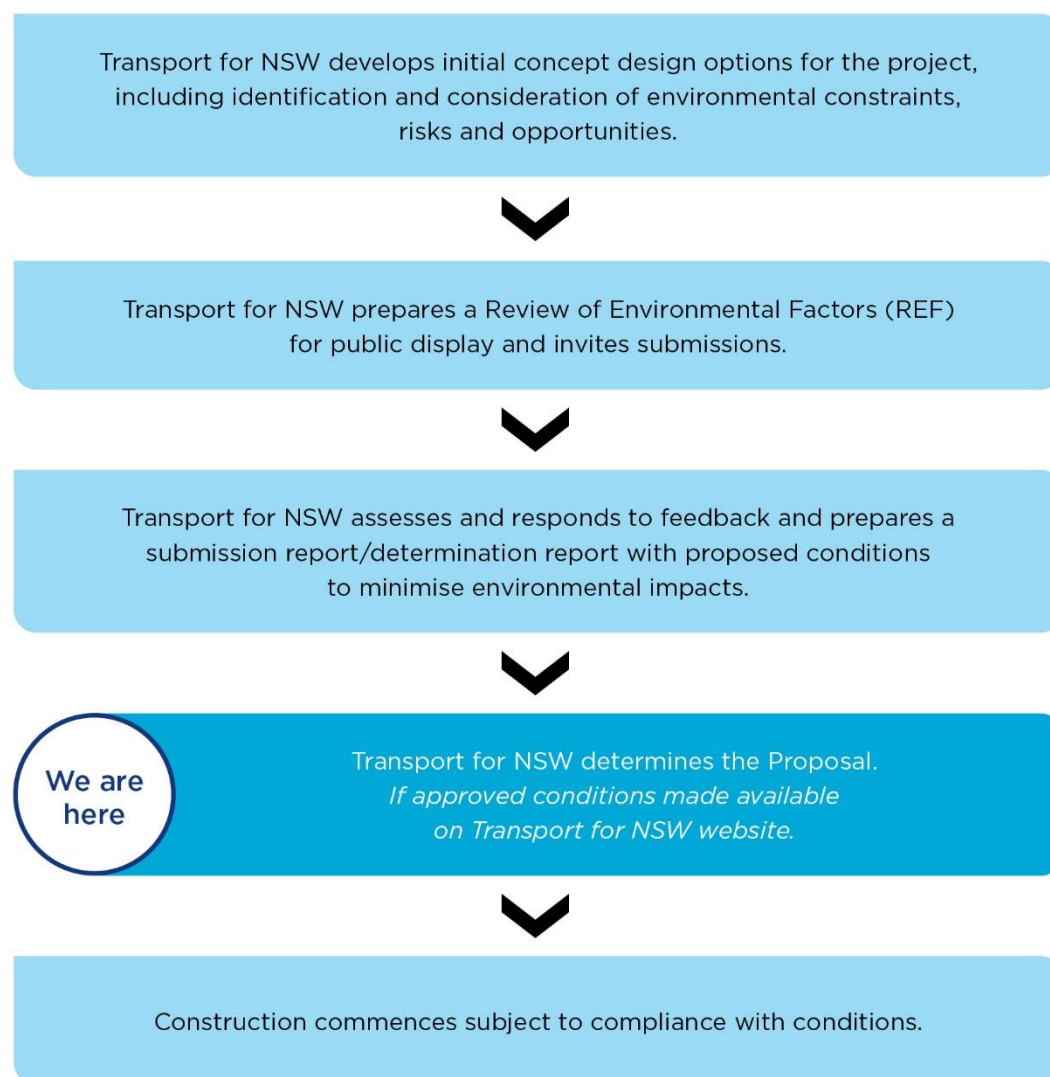 Transport for NSW develops initial concept design options for the project,
including identification and consideration of environmental constraints,
risks and opportunities.
Transport for NSW prepares a Review of Environmental Factors (REF)
for public display and invites submissions.
Transport for NSW assesses and responds to feedback and prepares a
submission report/determination report with proposed conditions
to minimise environmental impacts.
We are
here
Transport for NSW determines the Proposal.
If approved conditions made available
on Transport for NSW website.
Construction commences subject to compliance with conditions.